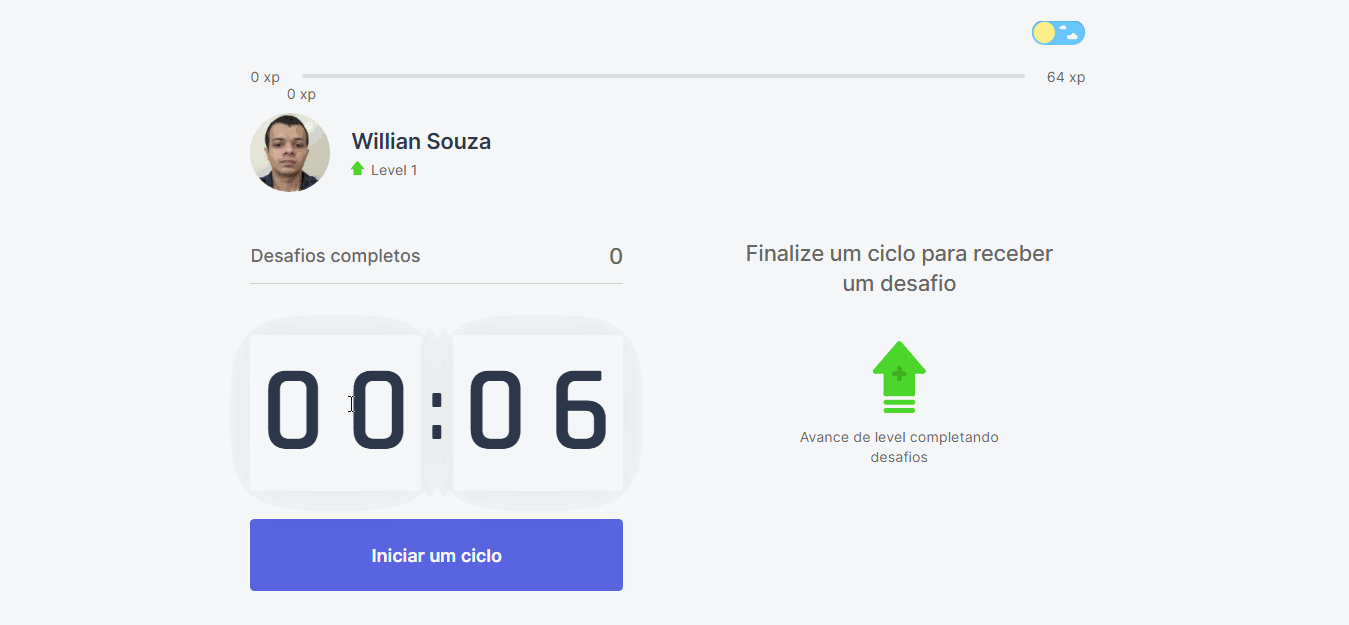 0 xp
64 xp
0 xp
Willian Souza
Level 1
Desafios completos
0
00:06
Iniciar um ciclo
Finalize um ciclo para receber
um desafio
Avance de level completando
desafios